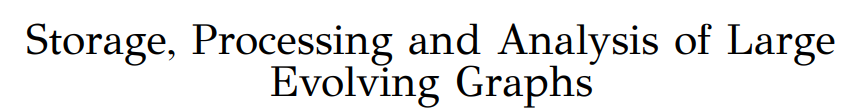 Storage, Processing and Analysis of Large
Evolving Graphs